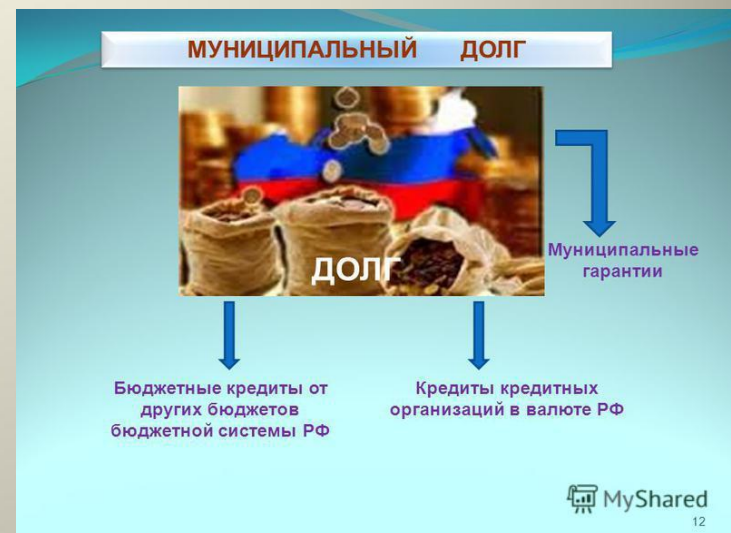 МУНИЦИПАЛЬНЫЙ ДОЛГ
ДОЛГ
Муниципальные
гарантии
Бюджетные кредиты от
других бюджетов
бюджетной системы РФ
Кредиты кредитных
организаций в валюте РФ
MyShared
12